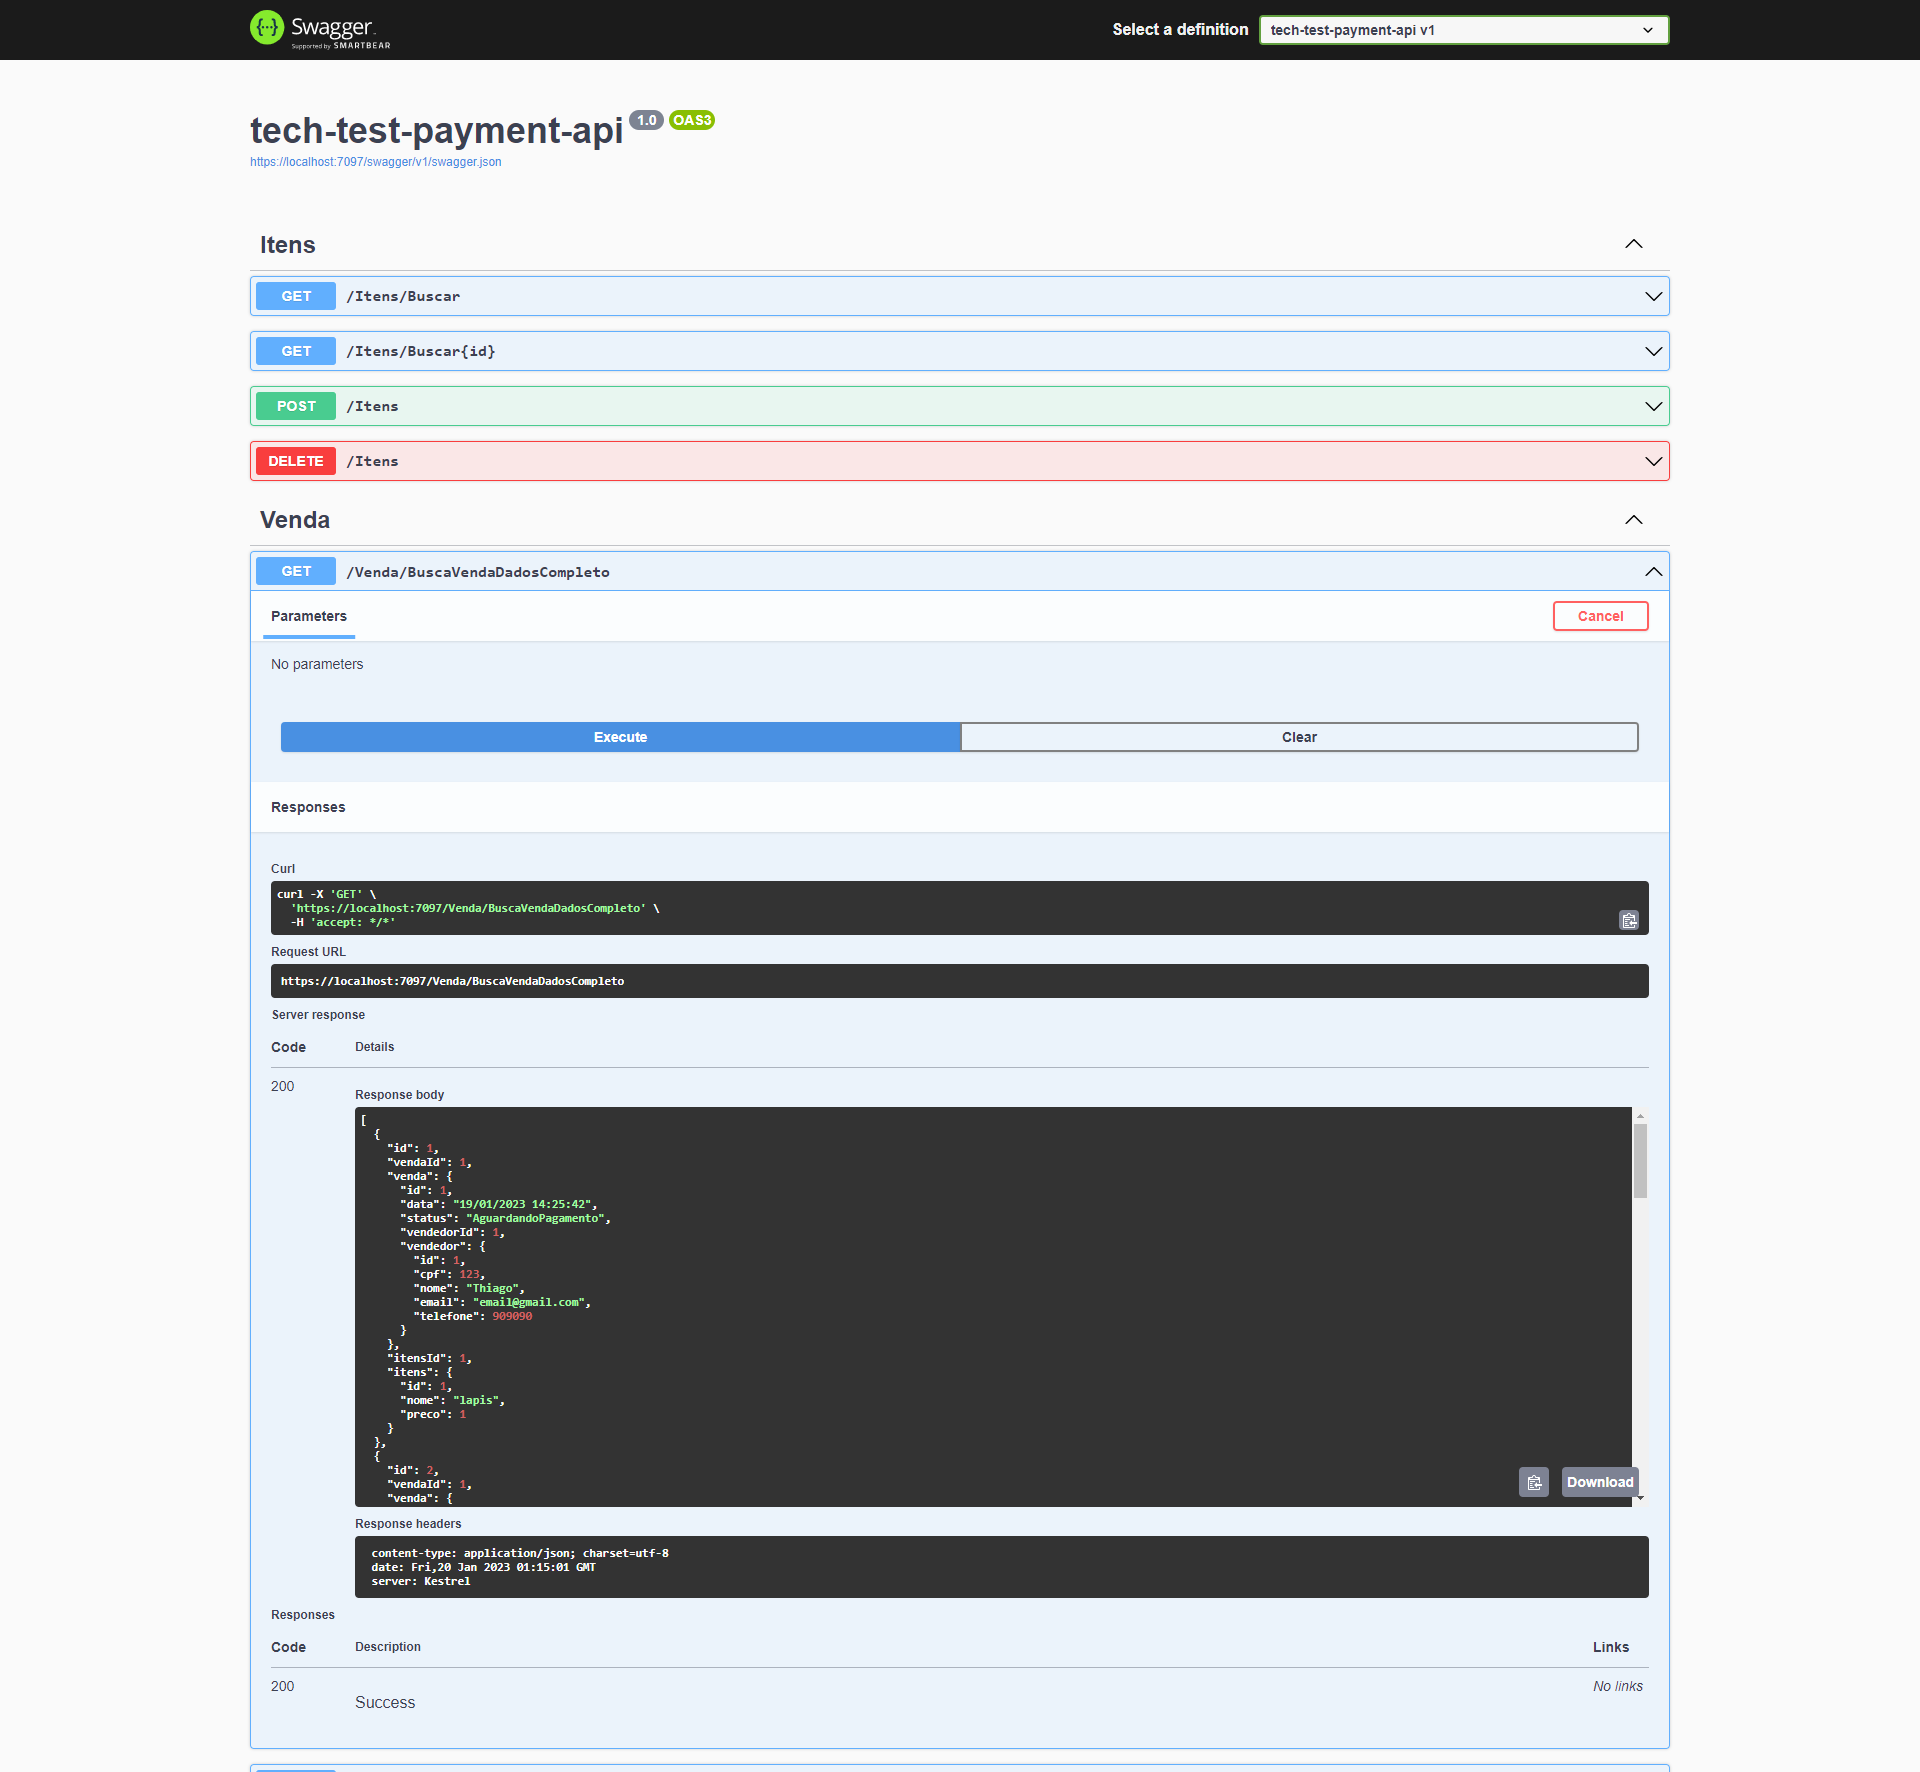 Swagger
Supported by SMARTBEAR
Select a definition
tech-test-payment-api v1
tech-test-payment-api 1.0 OAS3
https://localhost:7097/swagger/v1/swagger.json
Itens
GET /Itens/Buscar
GET /Itens/Buscar{id}
POST /Itens
DELETE /Itens
Venda
GET /Venda/BuscaVendaDadosCompleto
Parameters
Cancel
No parameters
Execute
Clear
Responses
Curl
curl -X 'GET' \
  'https://localhost:7097/Venda/BuscaVendaDadosCompleto' \
  -H 'accept: */*'
Request URL
https://localhost:7097/Venda/BuscaVendaDadosCompleto
Server response
Code Details
200
Response body
[
  {
    "id": 1,
    "vendaId": 1,
    "venda": {
      "id": 1,
      "data": "19/01/2023 14:25:42",
      "status": "AguardandoPagamento",
      "vendedorId": 1,
      "vendedor": {
        "id": 1,
        "cpf": 123,
        "nome": "Thiago",
        "email": "email@gmail.com",
        "telefone": 909090
      }
    },
    "itensId": 1,
    "itens": {
      "id": 1,
      "nome": "lapis",
      "preco": 1
    }
  },
  {
    "id": 2,
    "vendaId": 1,
    "venda": {
Download
Response headers
content-type: application/json; charset=utf-8
date: Fri,20 Jan 2023 01:15:01 GMT
server: Kestrel
Responses
Code Description Links
200 Success No links